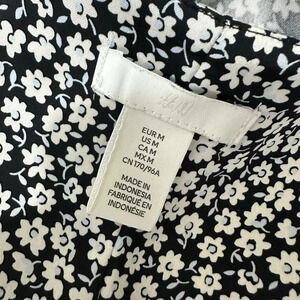 H&M
EUR M
US M
CA M
MX M
CN 170/96A
MADE IN
INDONESIA
FABRIQUÉ EN
INDONÉSIE